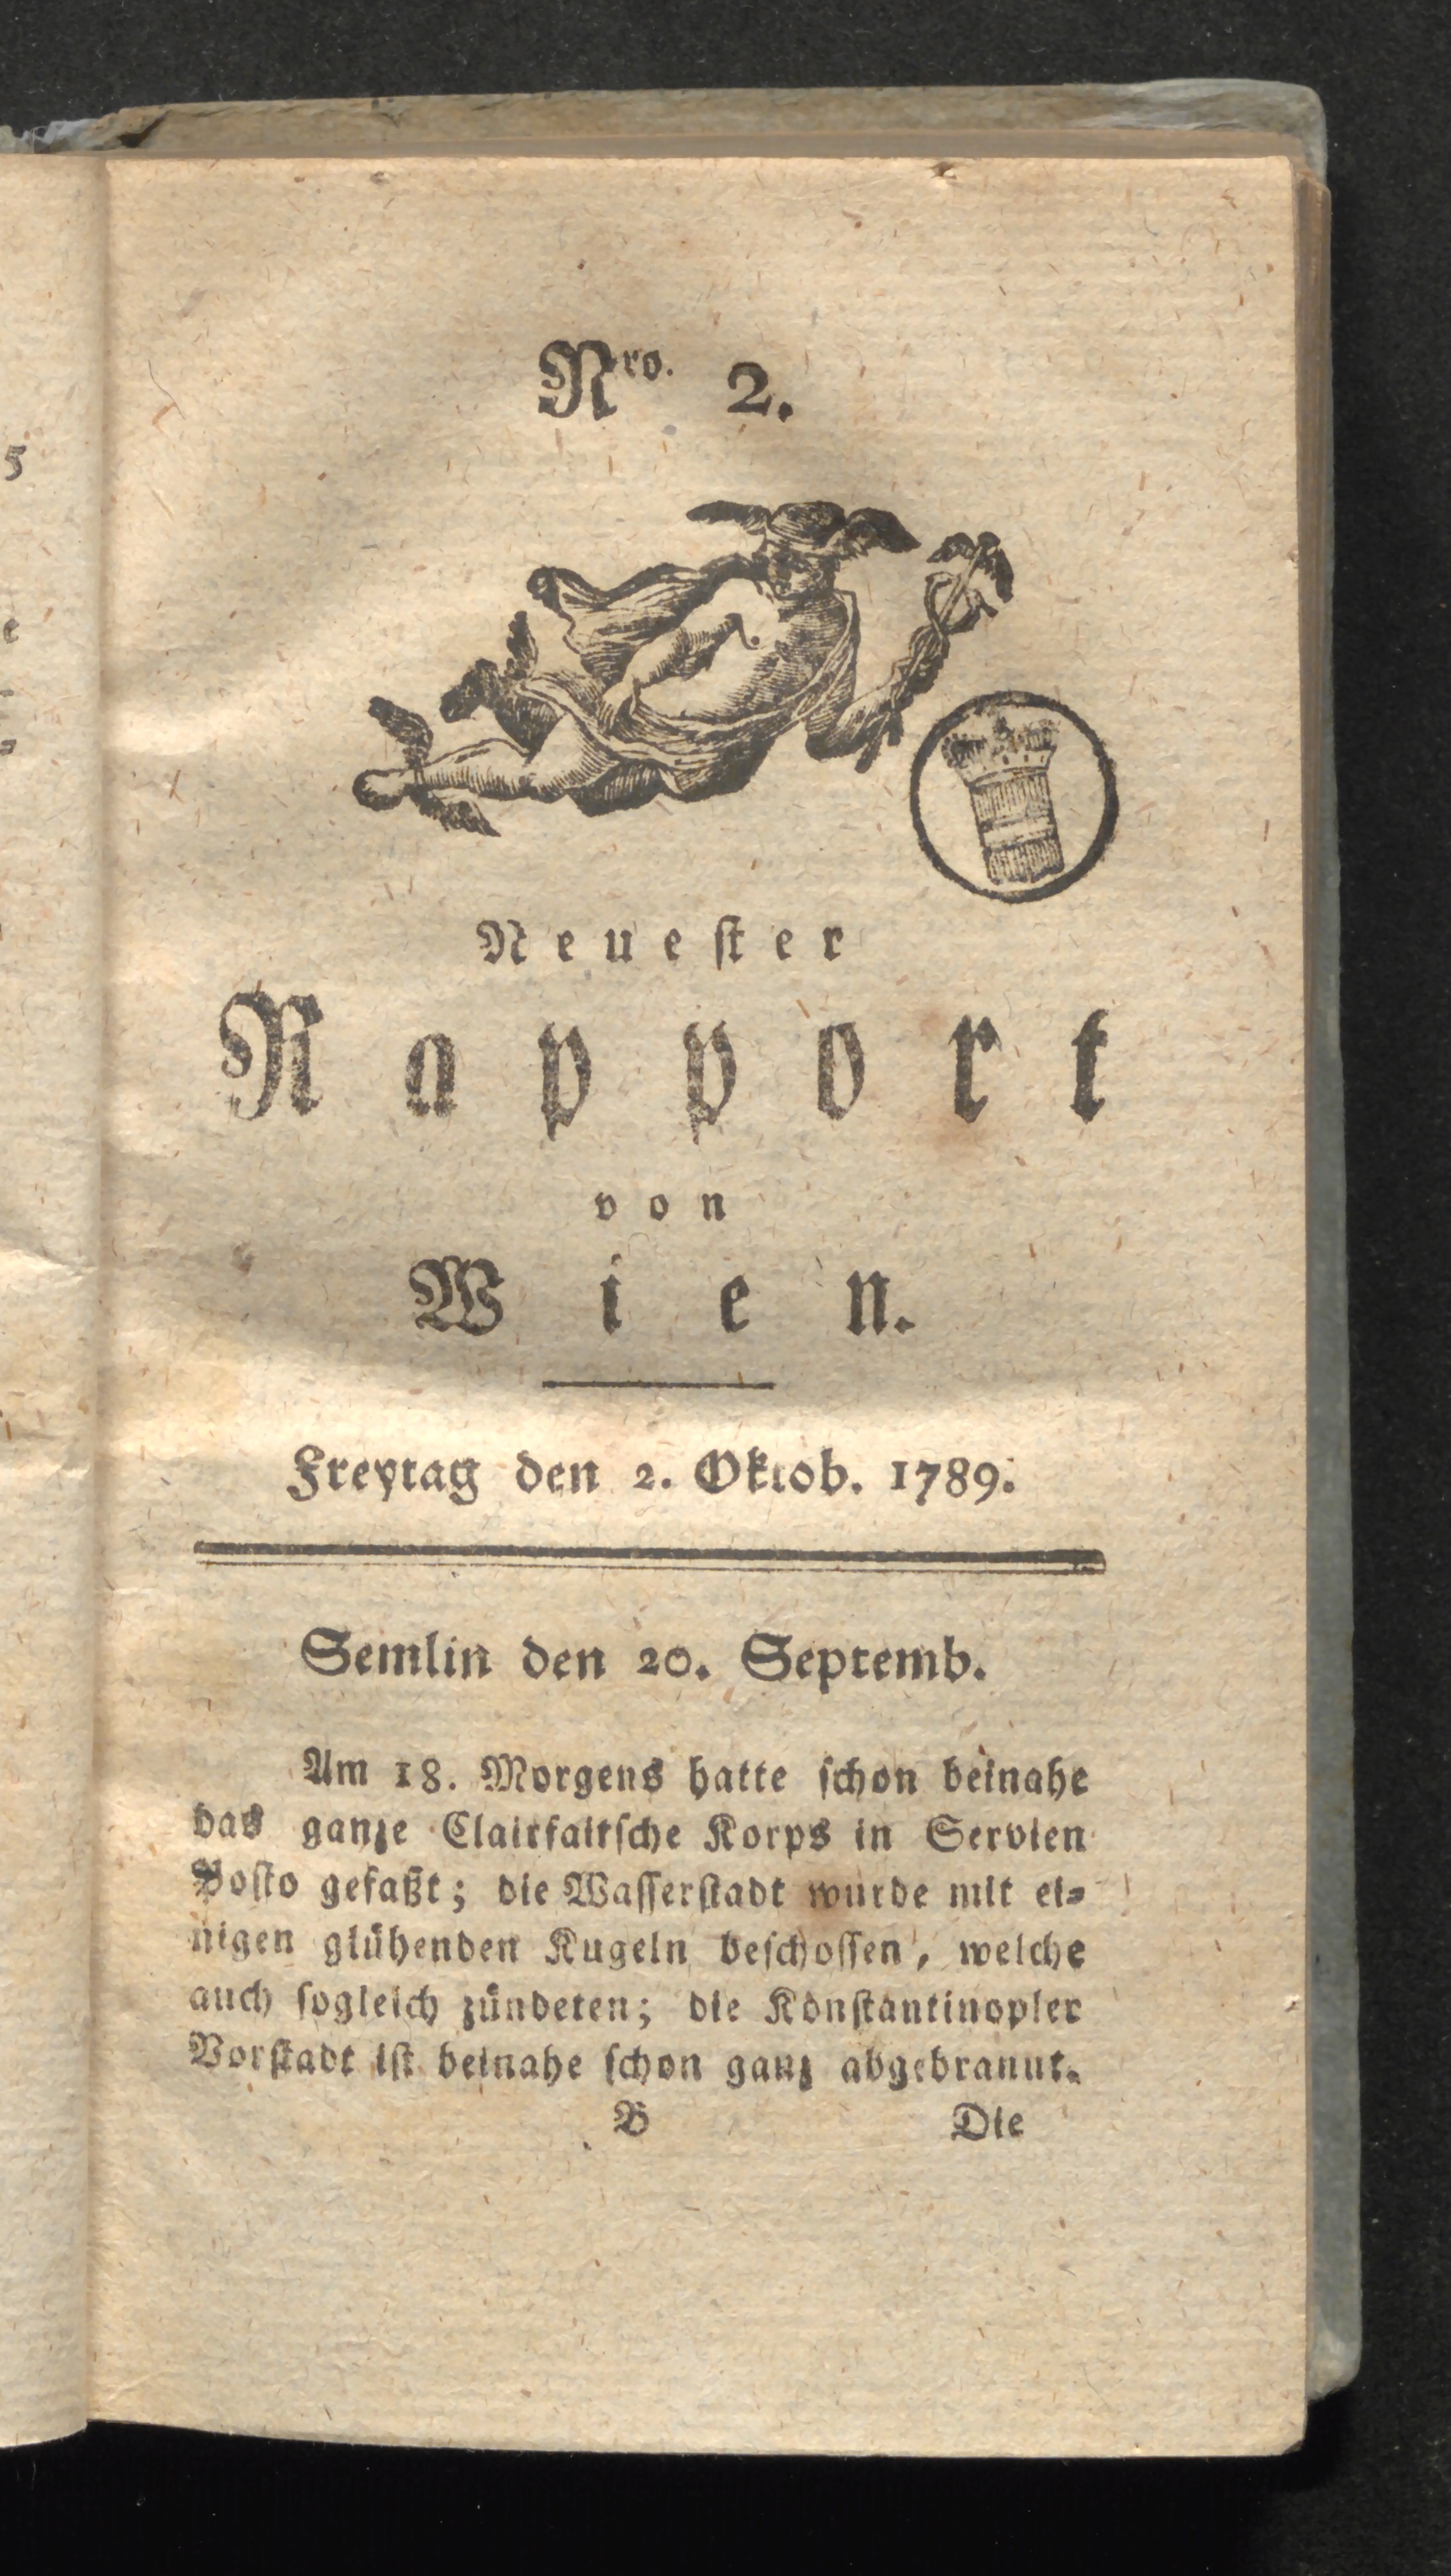 Nro. 2.
Neueſter
Rapport
von
Wien.
Freytag den 2. Oktob. 1789.
Semlin den 20. Septemb.
Am 18. Morgens hatte ſchon beinahe
das ganze Clairfaitſche Korps in Servien
Poſto gefaßt; die Waſſerſtadt wurde mit ei⸗
nigen glühenden Kugeln beſchoſſen, welche
auch ſogleich zündeten; die Konſtantinopler
Vorſtadt iſt beinahe ſchon ganz abgebrannt.
B Die